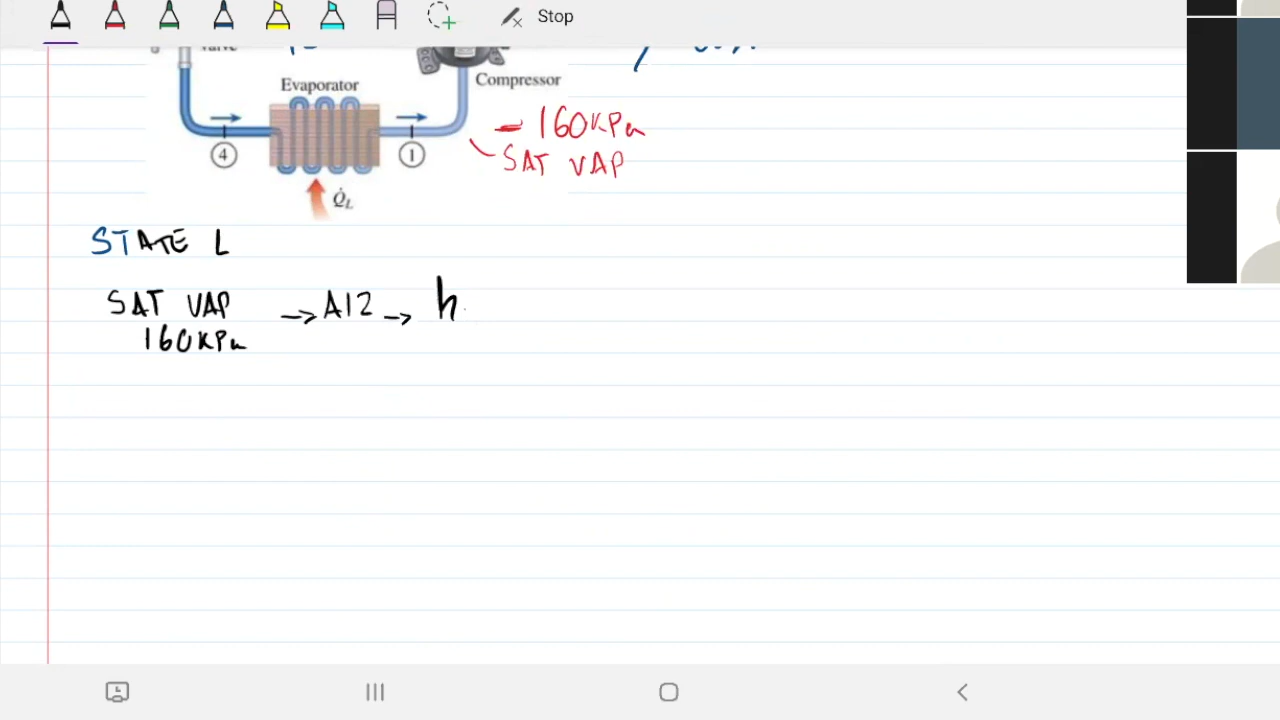 Stop
Evaporator
Compressor
160KPa
SAT VAP
4
1
Q̇L
STATE 1
SAT VAP → A12 → h
160KPa